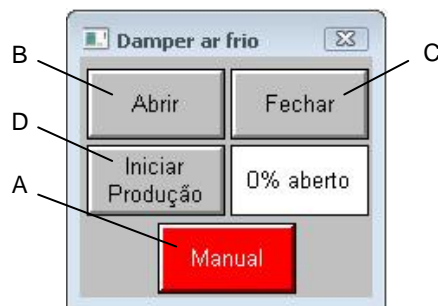 Damper ar frio
B
C
Abrir
Fechar
D
Iniciar
Produção
0% aberto
A
Manual